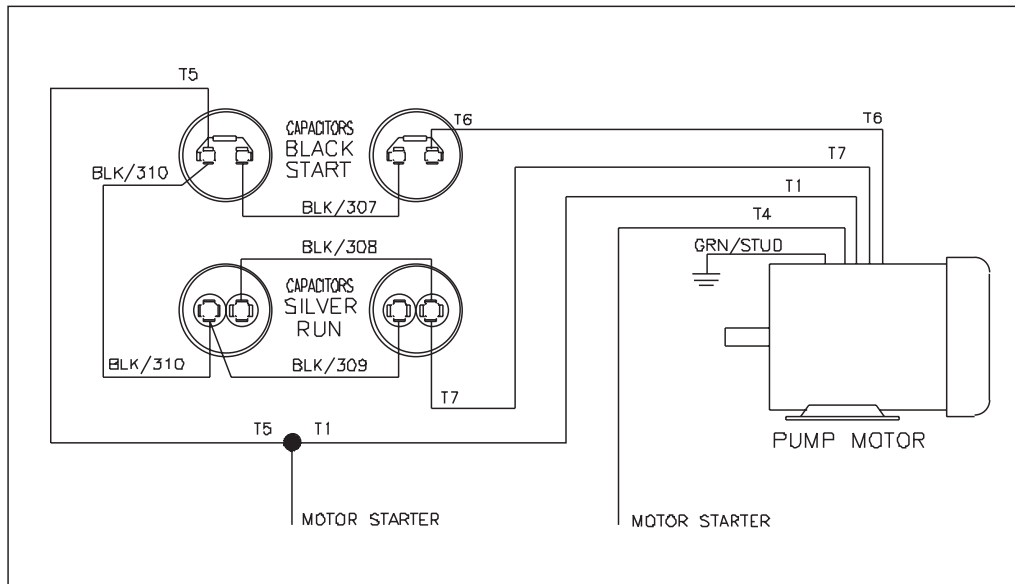 T5
T6
T6
CAPACITORS
BLACK
START
T7
BLK/310
T1
BLK/307
T4
GRN/STUD
BLK/308
CAPACITORS
SILVER
RUN
BLK/310
BLK/309
T7
T5
T1
PUMP MOTOR
MOTOR STARTER
MOTOR STARTER